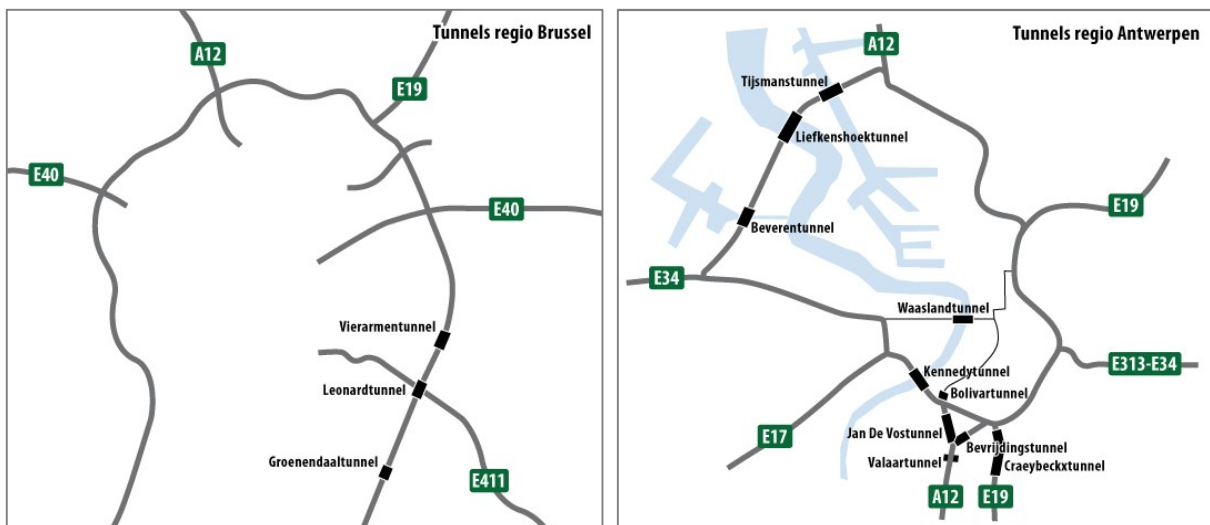 Tunnels regio Brussel
A12
E19
E40
E40
Vierarmentunnel
Leonardtunnel
Groenendaaltunnel
E411
Tunnels regio Antwerpen
A12
Tijsmanstunnel
Liefkenshoektunnel
E19
Beverentunnel
E34
Waaslandtunnel
E313-E34
Kennedytunnel
Bolivartunnel
E17
Jan De Vostunnel
Bevrijdingstunnel
Valaartunnel
Craeybeckxtunnel
A12
E19